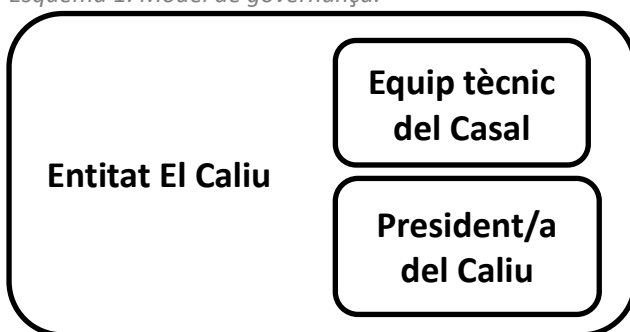 Esquema 1. Model de governança.
Equip tècnic
del Casal
Entitat El Caliu
President/a
del Caliu